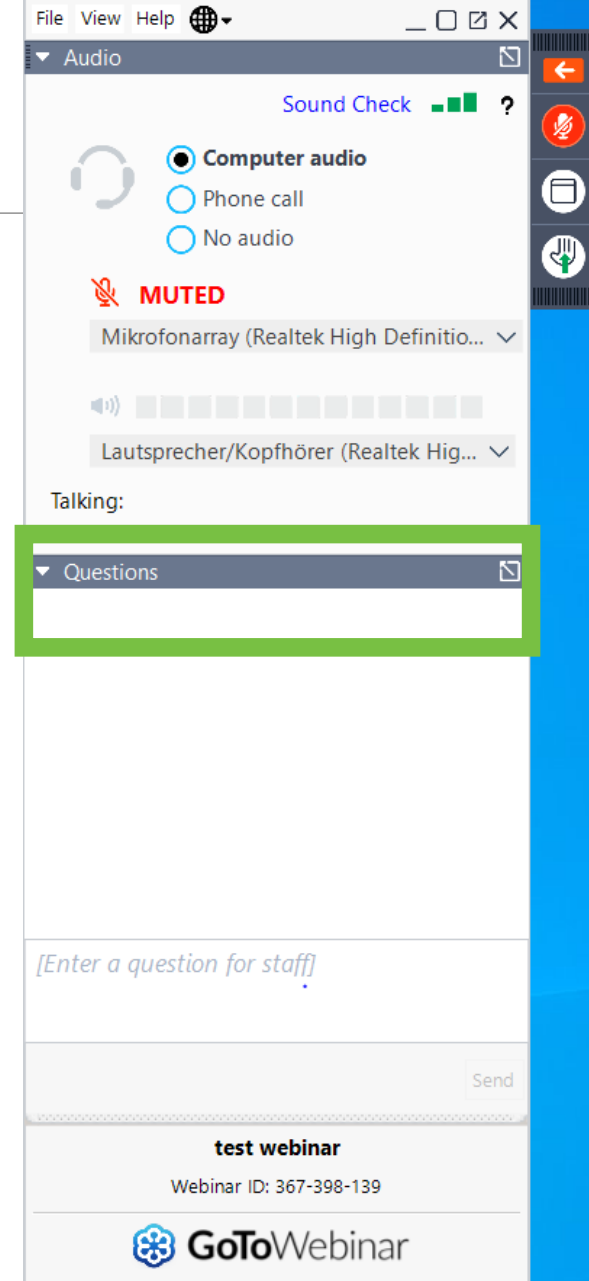 File View Help
Audio
Sound Check ?
Computer audio
Phone call
No audio
MUTED
Mikrofonarray (Realtek High Definitio...
Lautsprecher/Kopfhörer (Realtek Hig...
Talking:
Questions
[Enter a question for staff]
Send
test webinar
Webinar ID: 367-398-139
GoToWebinar